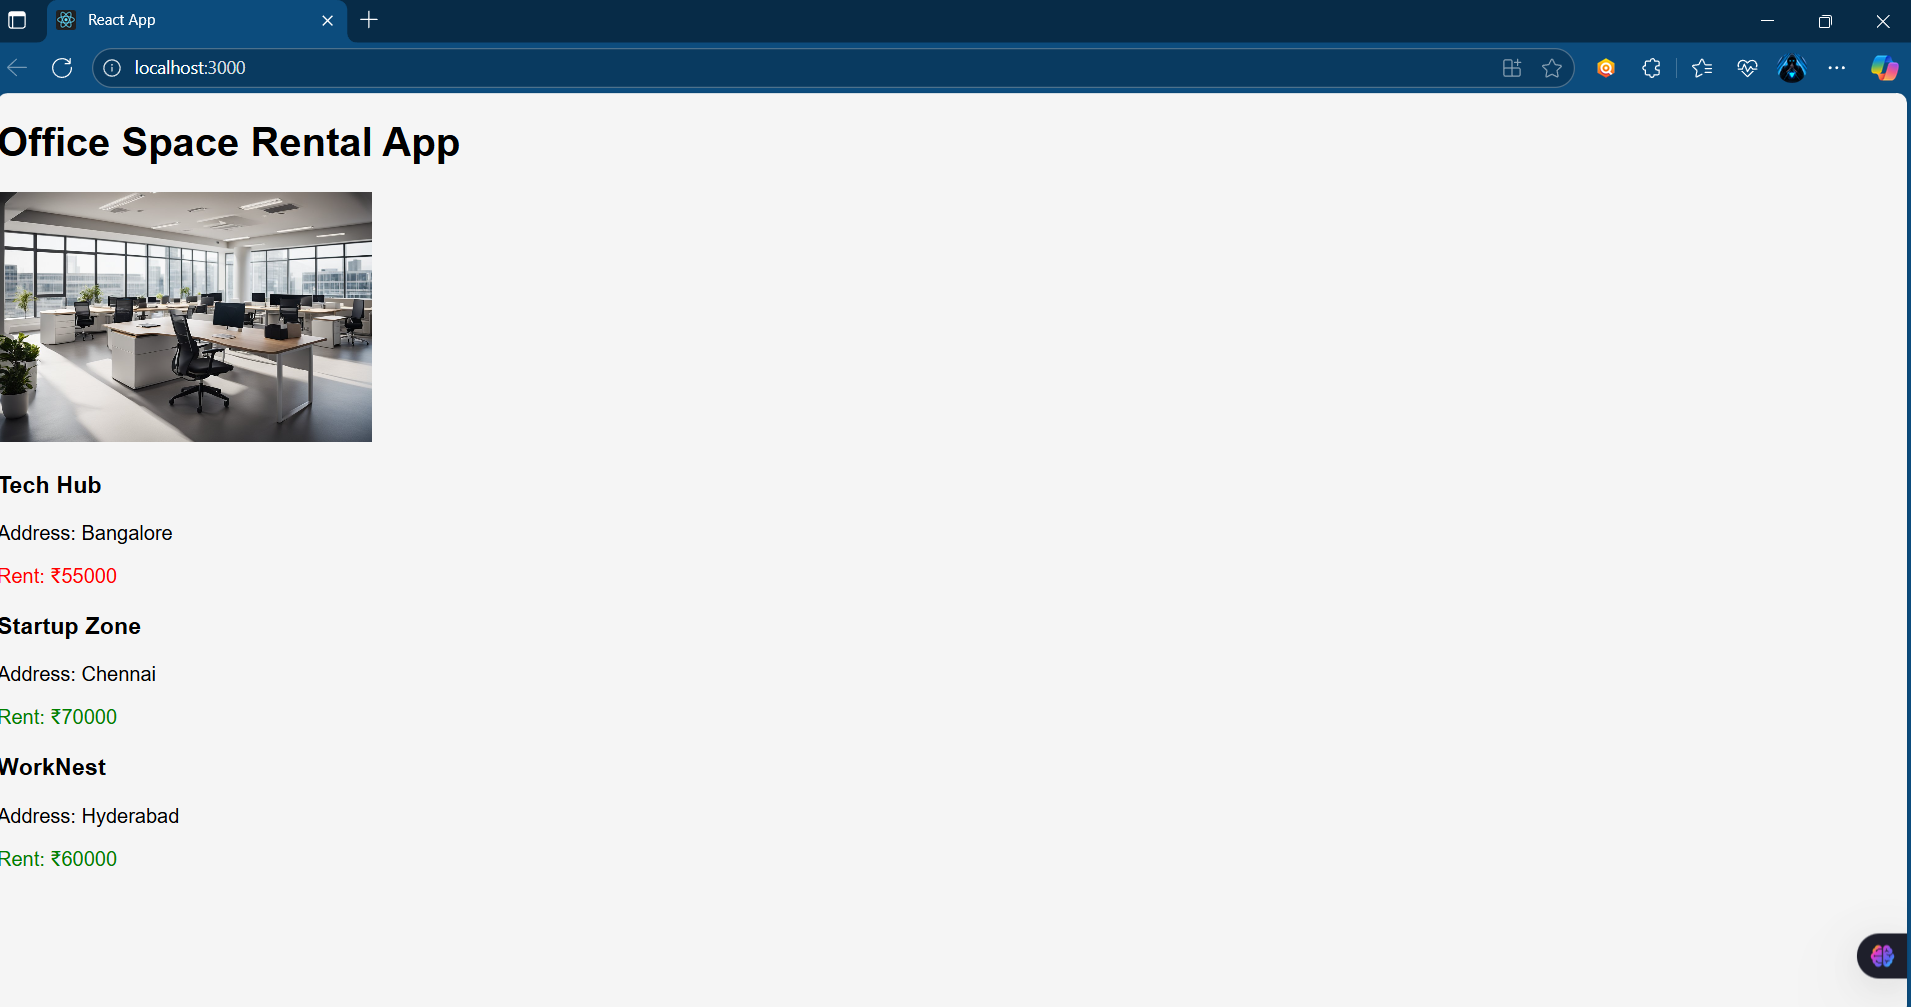 React App
localhost:3000
Office Space Rental App
Tech Hub
Address: Bangalore
Rent: ₹55000
Startup Zone
Address: Chennai
Rent: ₹70000
WorkNest
Address: Hyderabad
Rent: ₹60000